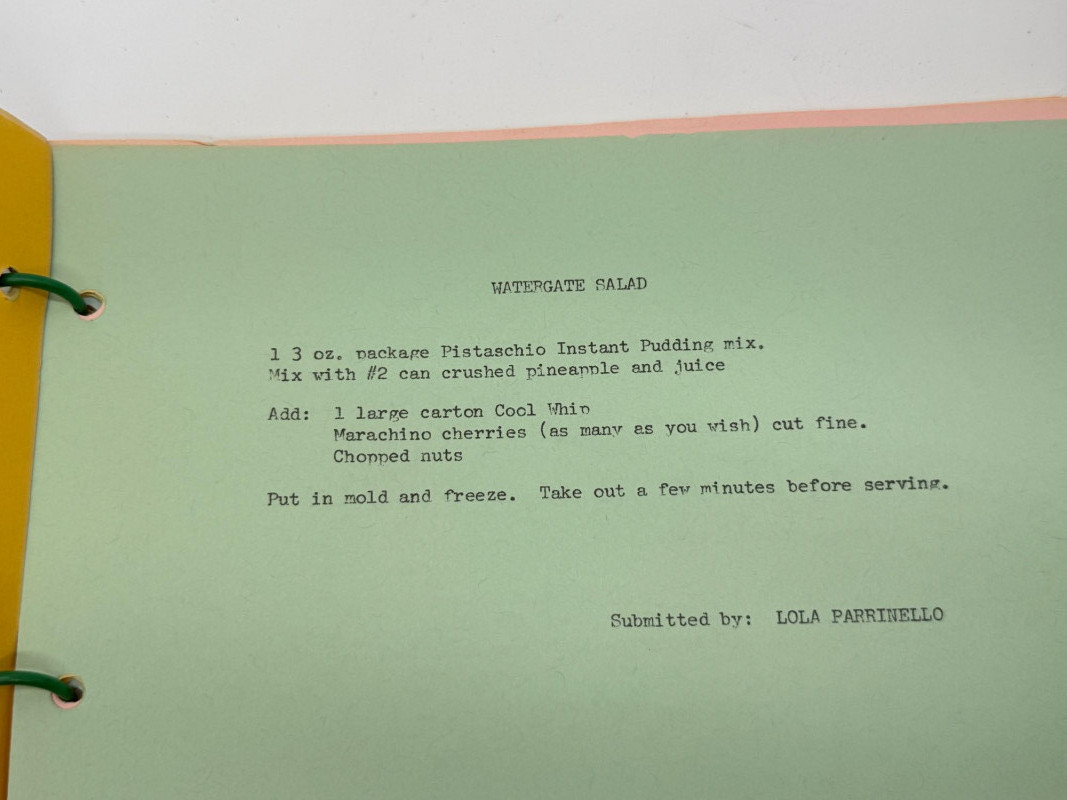 WATERGATE SALAD
1 3 oz. package Pistaschio Instant Pudding mix.
Mix with #2 can crushed pineapple and juice
Add: 1 large carton Cool Whip
Marachino cherries (as many as you wish) cut fine.
Chopped nuts
Put in mold and freeze. Take out a few minutes before serving.
Submitted by: LOLA PARRINELLO